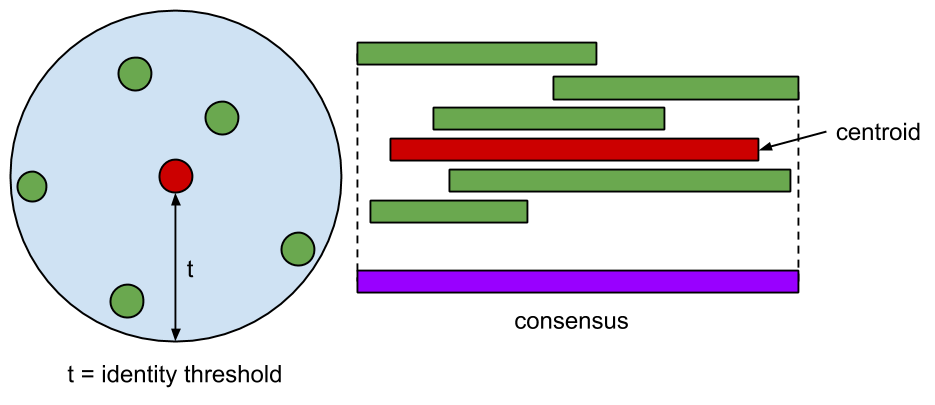 t
t = identity threshold
centroid
consensus